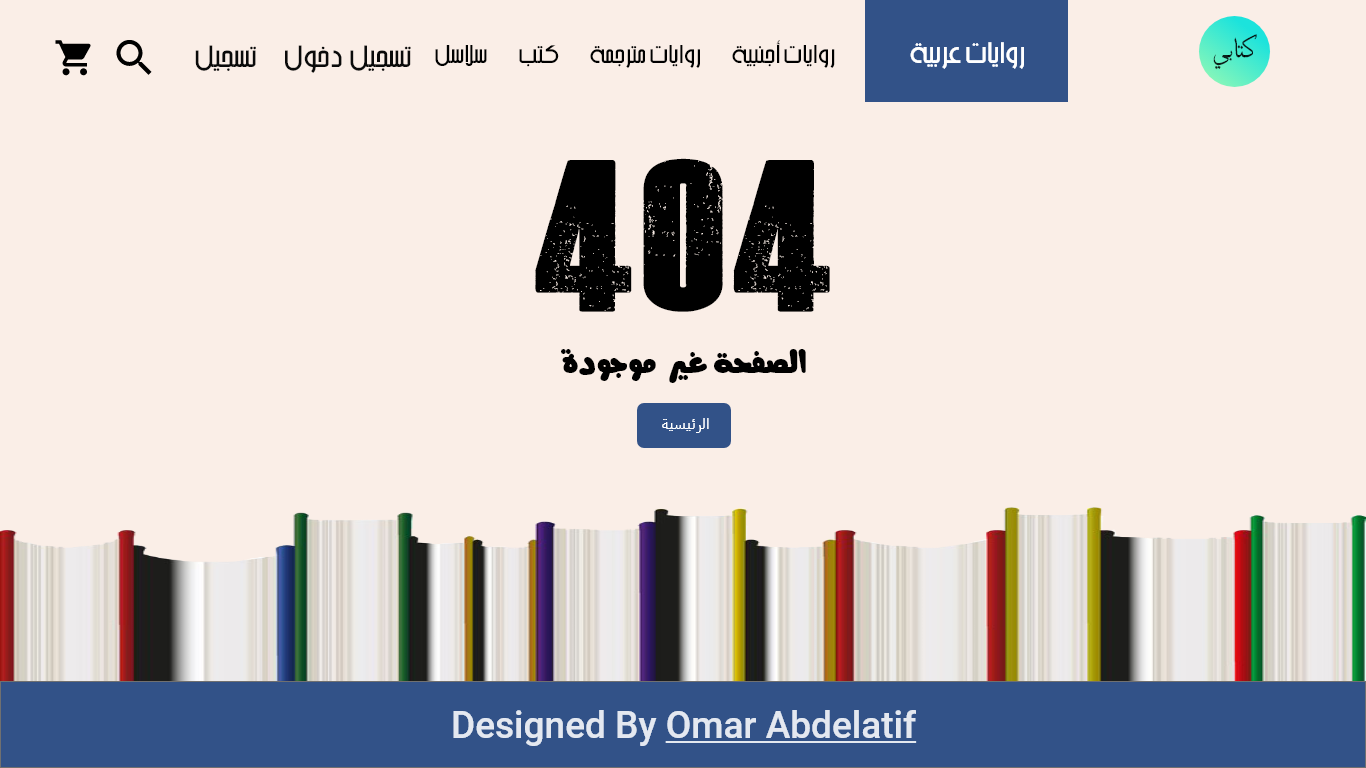 كتابي
روايات عربية
روايات أجنبية
روايات مترجمة
كتب
سلاسل
تسجيل دخول
تسجيل
404
الصفحة غير موجودة
الرئيسية
Designed By Omar Abdelatif